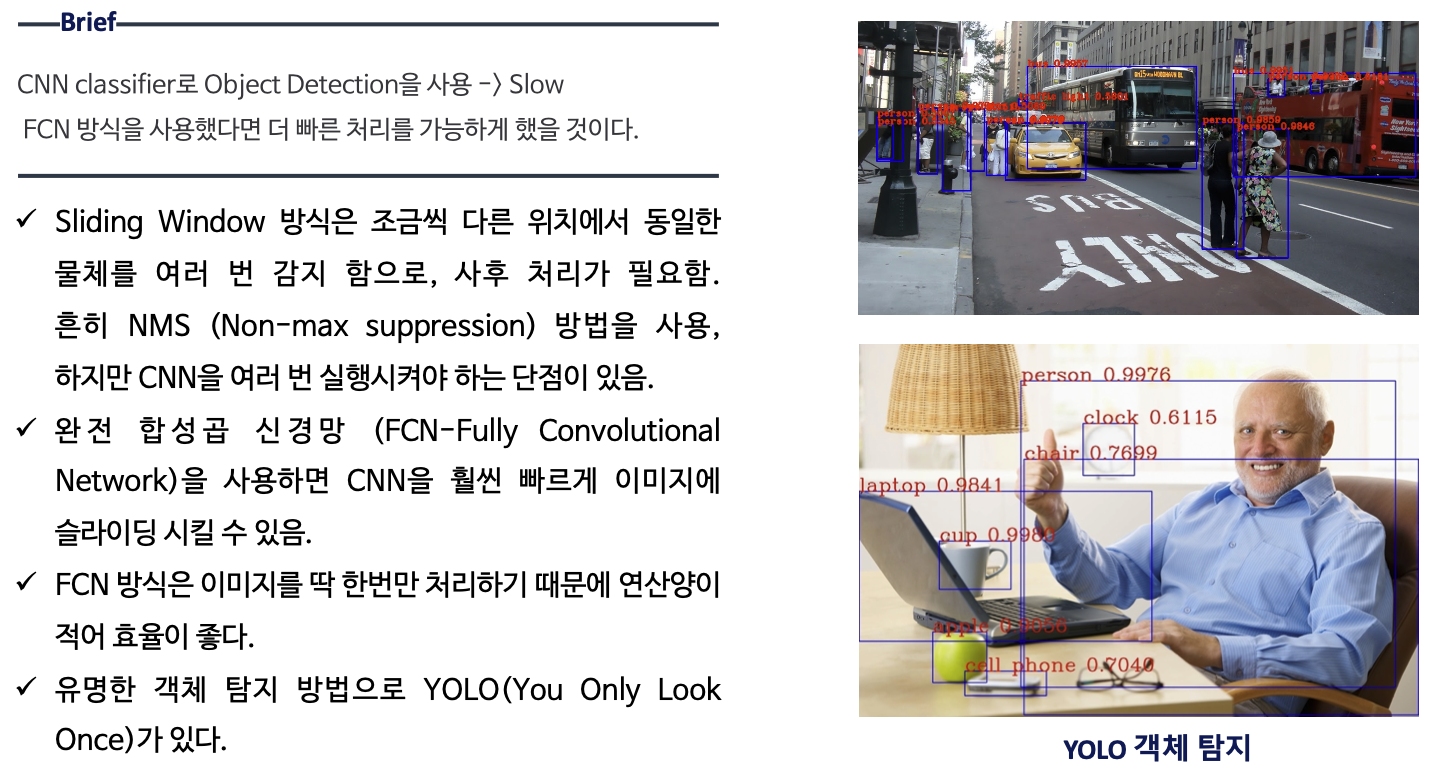 Brief
CNN classifier로 Object Detection을 사용 -> Slow
FCN 방식을 사용했다면 더 빠른 처리를 가능하게 했을 것이다.
✓ Sliding Window 방식은 조금씩 다른 위치에서 동일한
물체를 여러 번 감지 함으로, 사후 처리가 필요함.
흔히 NMS (Non-max suppression) 방법을 사용,
하지만 CNN을 여러 번 실행시켜야 하는 단점이 있음.
✓ 완전 합성곱 신경망 (FCN-Fully Convolutional
Network)을 사용하면 CNN을 훨씬 빠르게 이미지에
슬라이딩 시킬 수 있음.
✓ FCN 방식은 이미지를 딱 한번만 처리하기 때문에 연산양이
적어 효율이 좋다.
✓ 유명한 객체 탐지 방법으로 YOLO(You Only Look
Once)가 있다.
person 0.9859
person 0.9846
BUS
ONLY
person 0.9976
clock 0.6115
chair 0.7699
laptop 0.9841
cup 0.9980
apple 0.9056
cell phone 0.7040
YOLO 객체 탐지